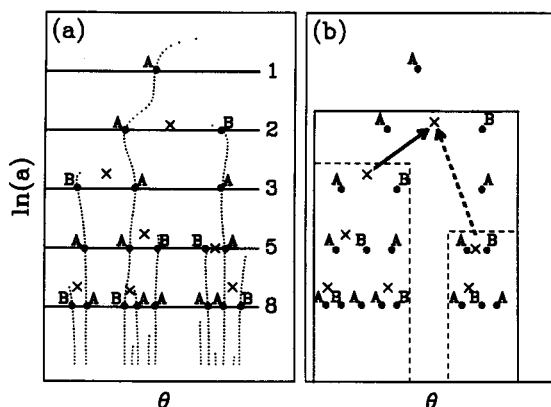 (a)
A 1
A B 2
B A A 3
A A B B A 5
B A B A A A A B 8
ln(a)
θ
(b)
A
A B
A B A
A B A A B
A B A A B A A B A
θ